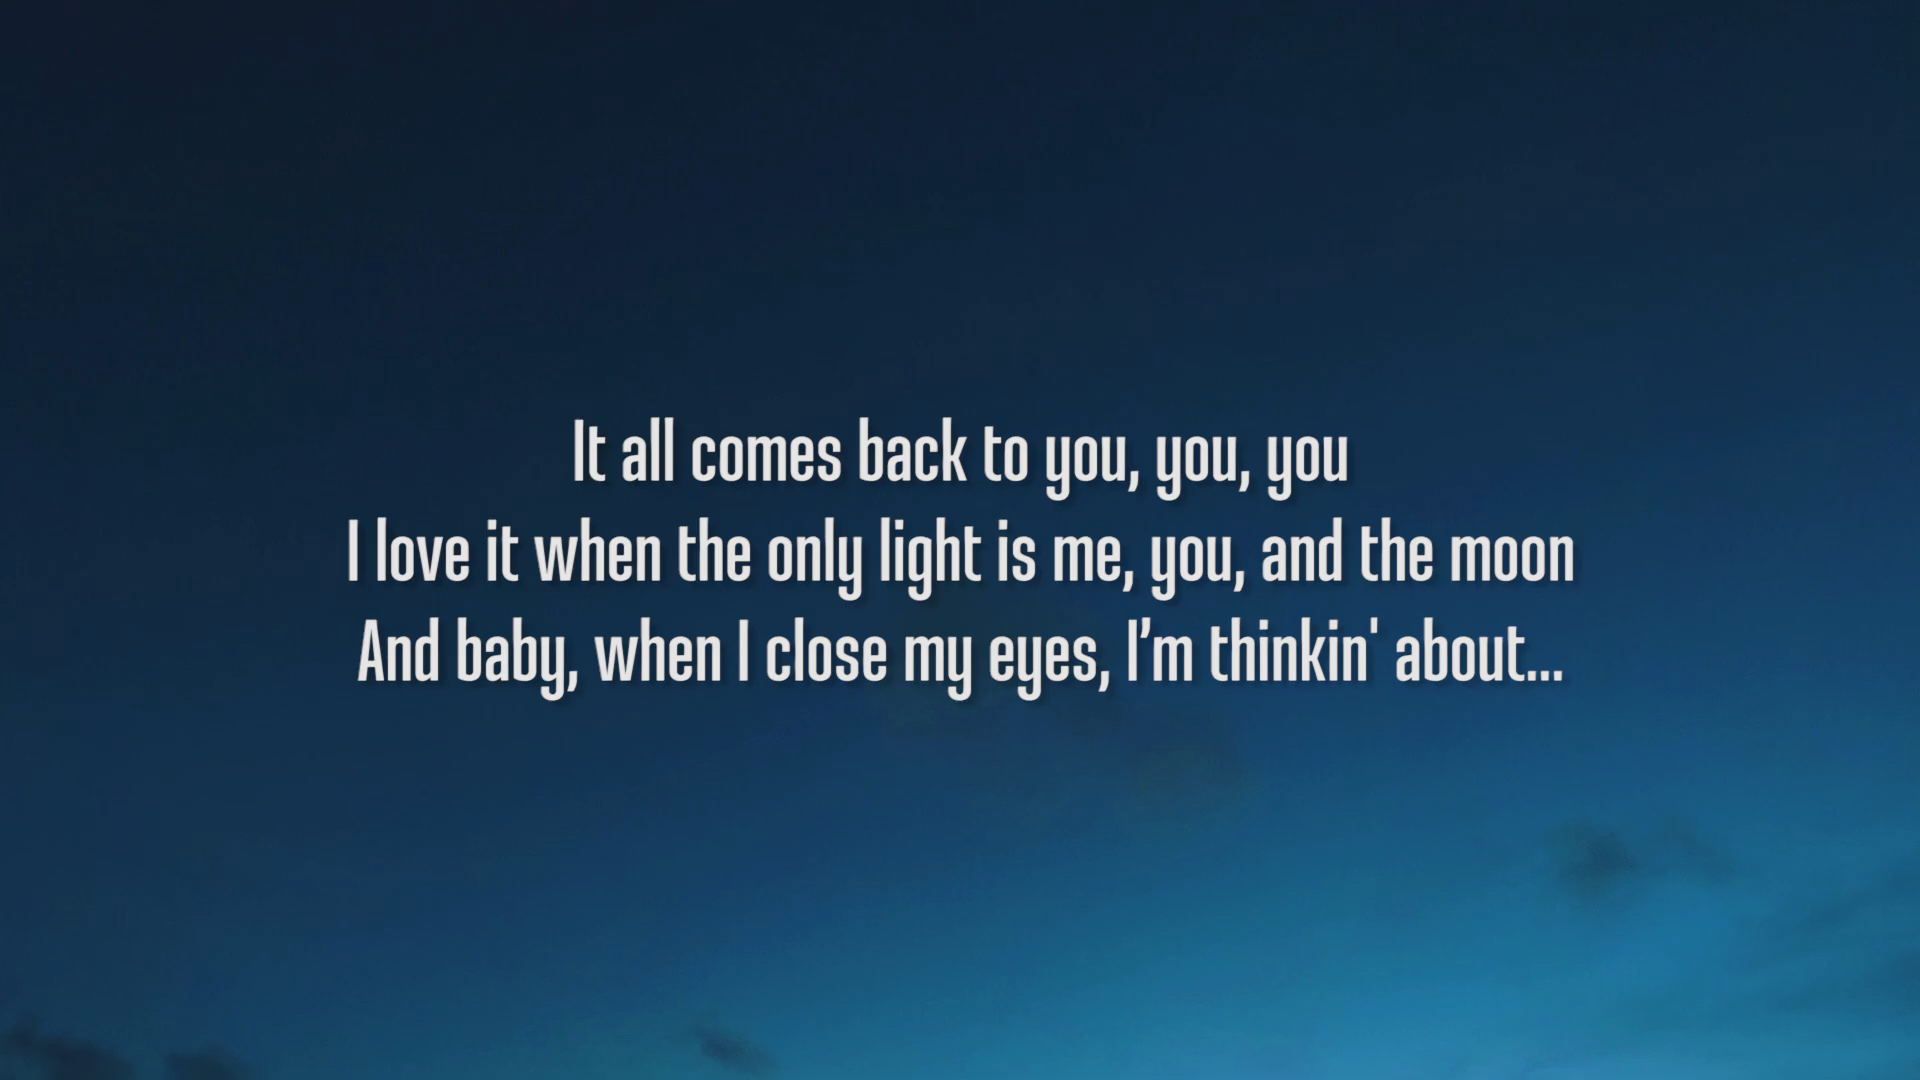 It all comes back to you, you, you
I love it when the only light is me, you, and the moon
And baby, when I close my eyes, I’m thinkin' about...